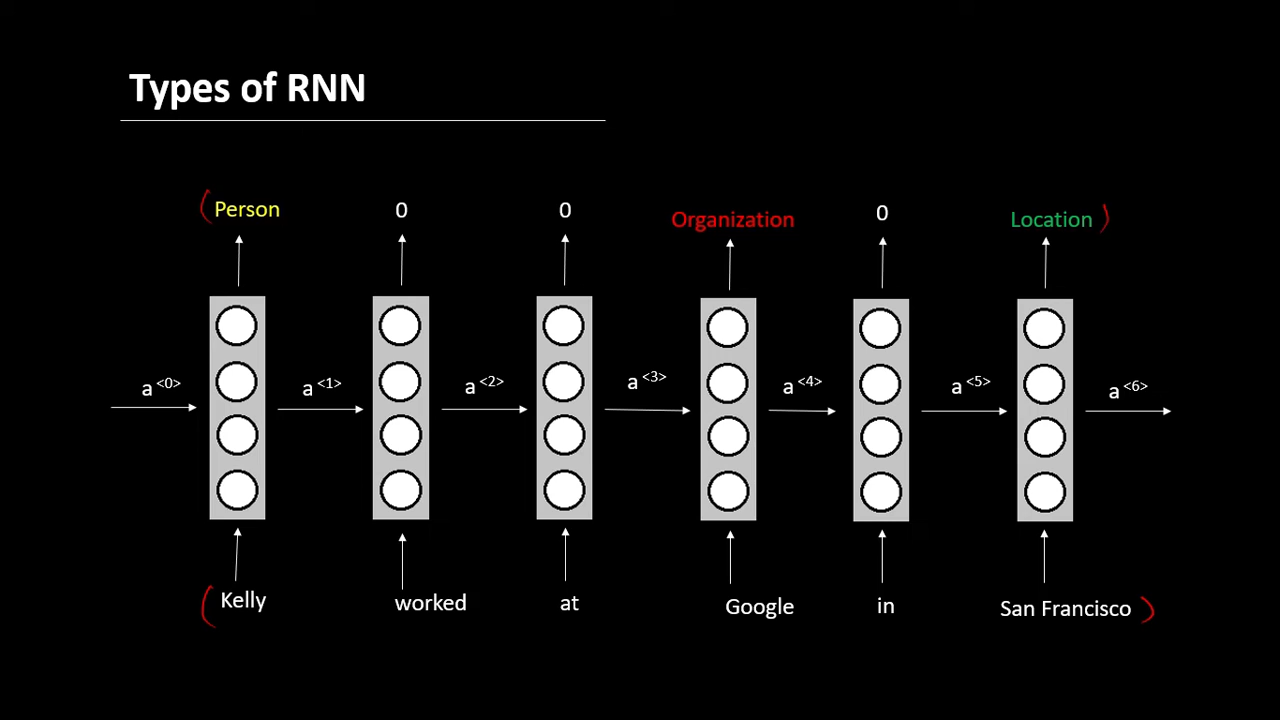 Types of RNN
Person 0 0 Organization 0 Location
a<0> a<1> a<2> a<3> a<4> a<5> a<6>
Kelly worked at Google in San Francisco